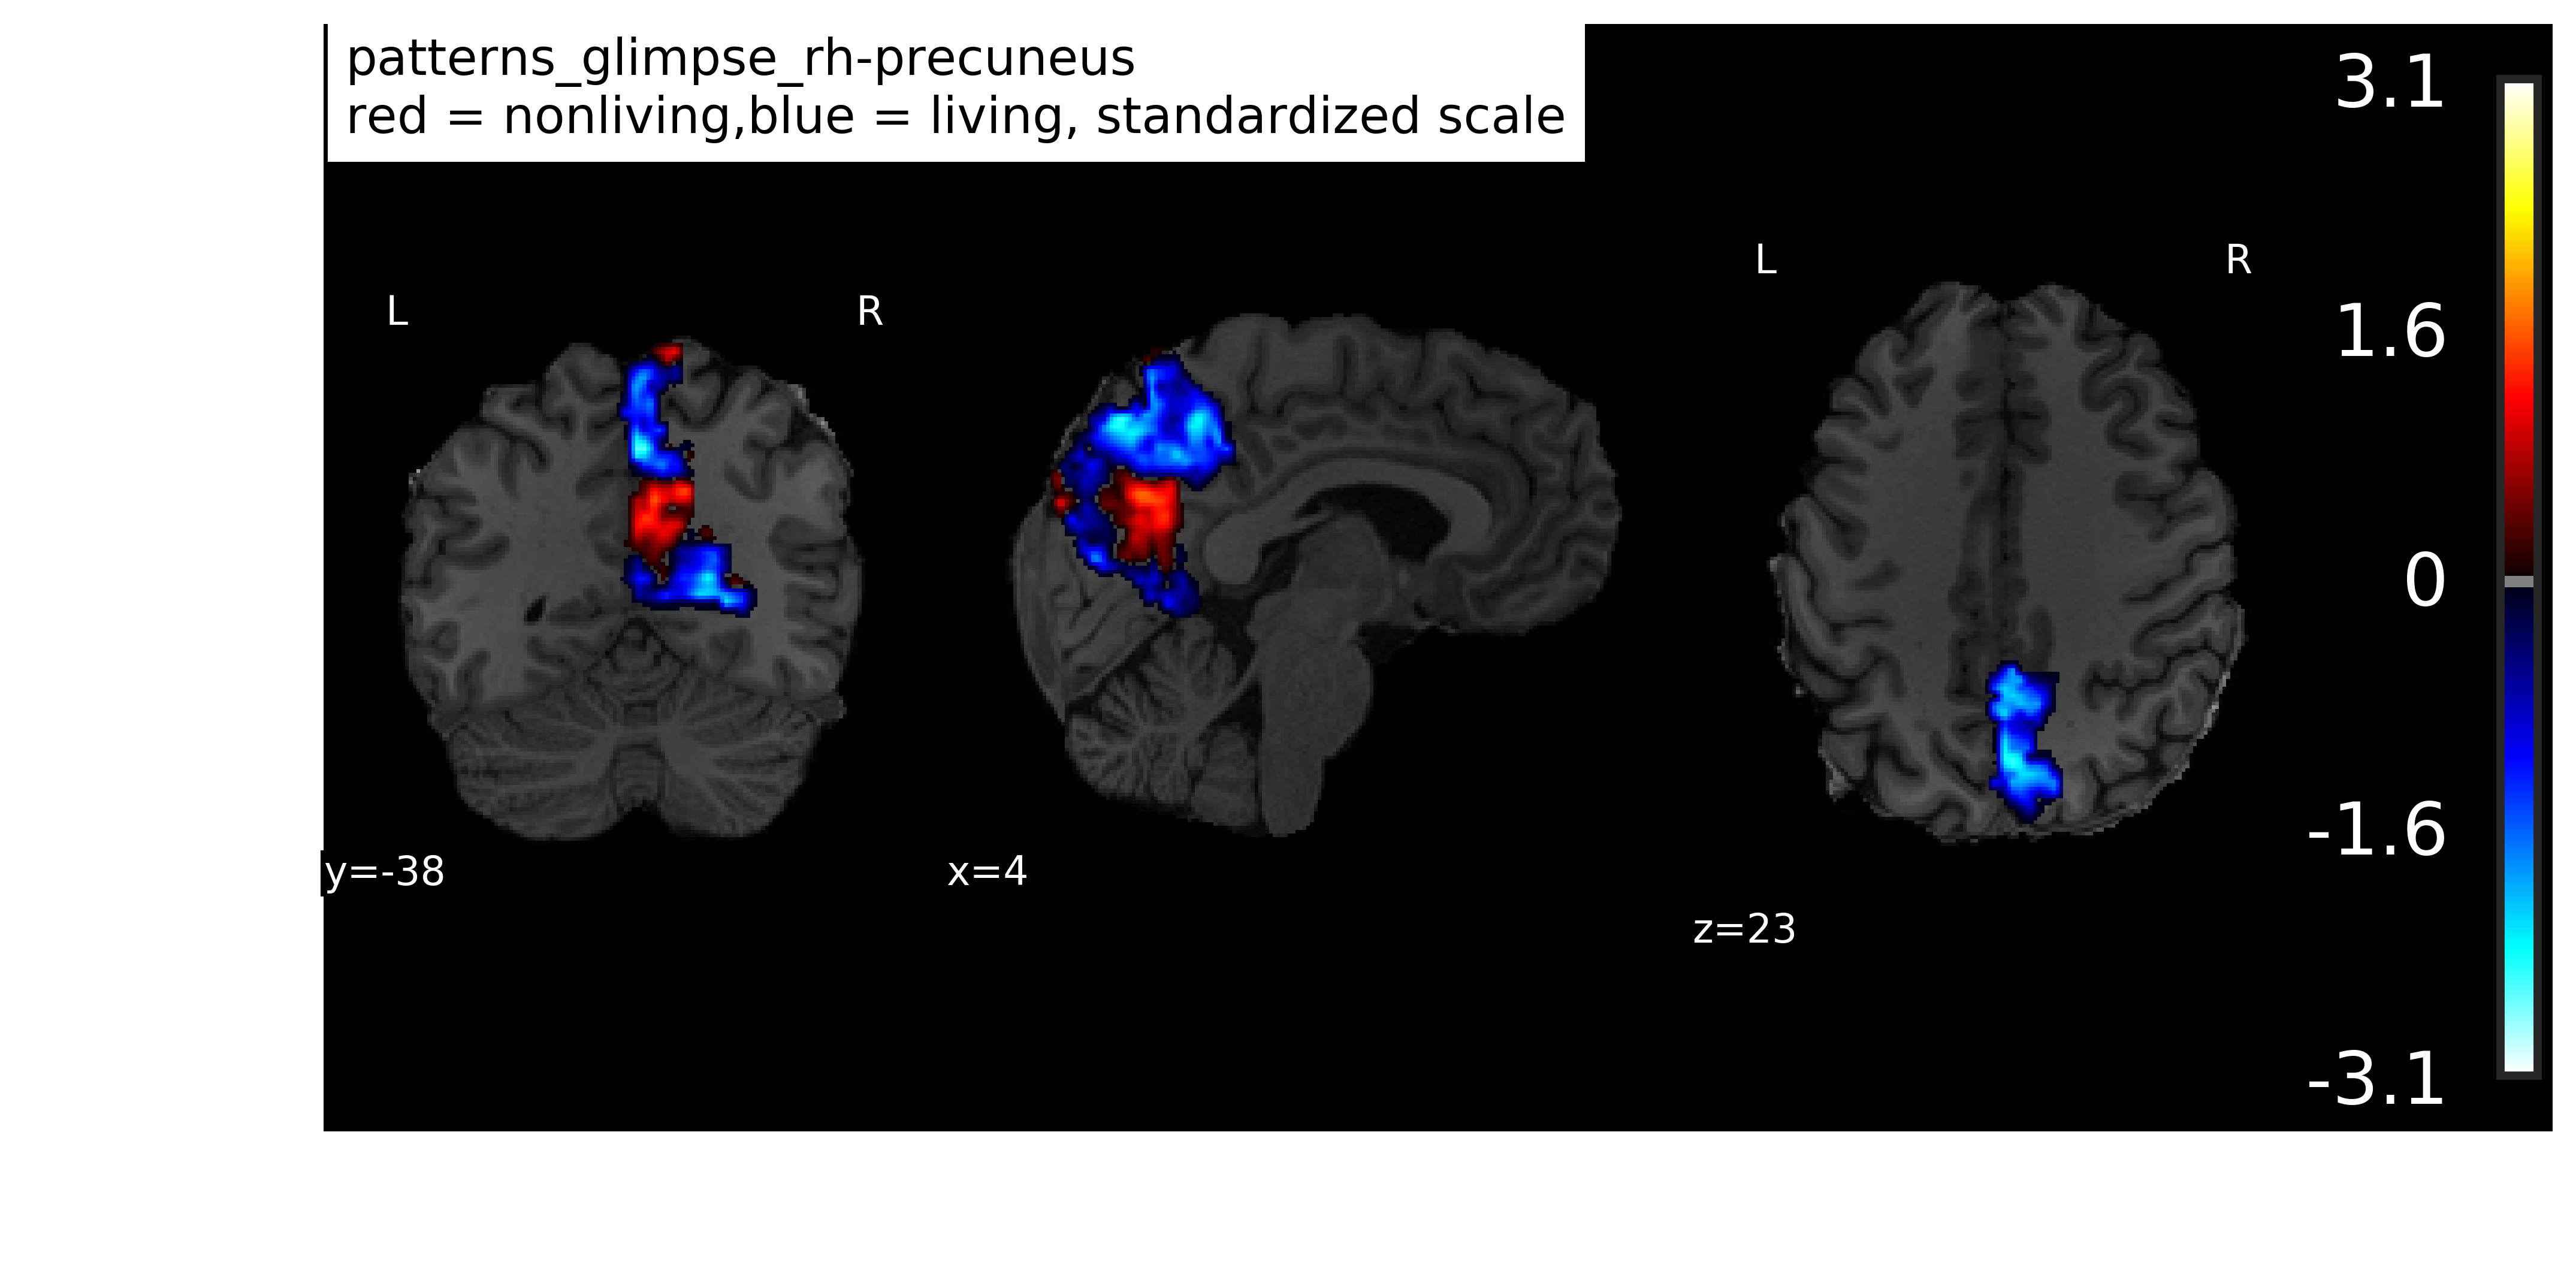 patterns_glimpse_rh-precuneus
red = nonliving,blue = living, standardized scale
L R
L R
y=-38
x=4
z=23
3.1
1.6
0
-1.6
-3.1